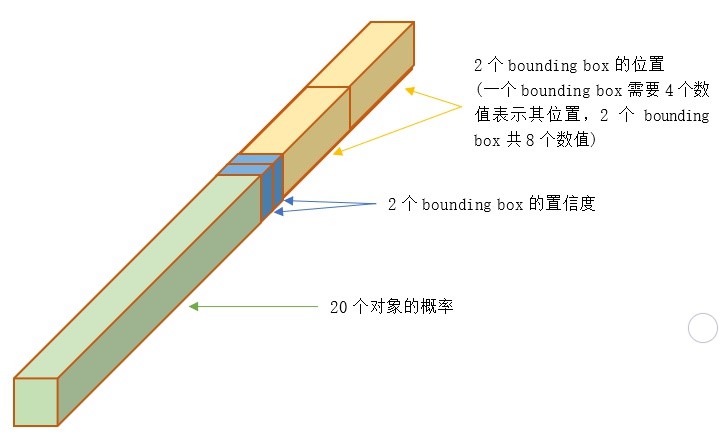 2 个 bounding box 的位置
(一个 bounding box 需要 4 个数
值表示其位置，2 个 bounding
box 共 8 个数值)
2 个 bounding box 的置信度
20 个对象的概率